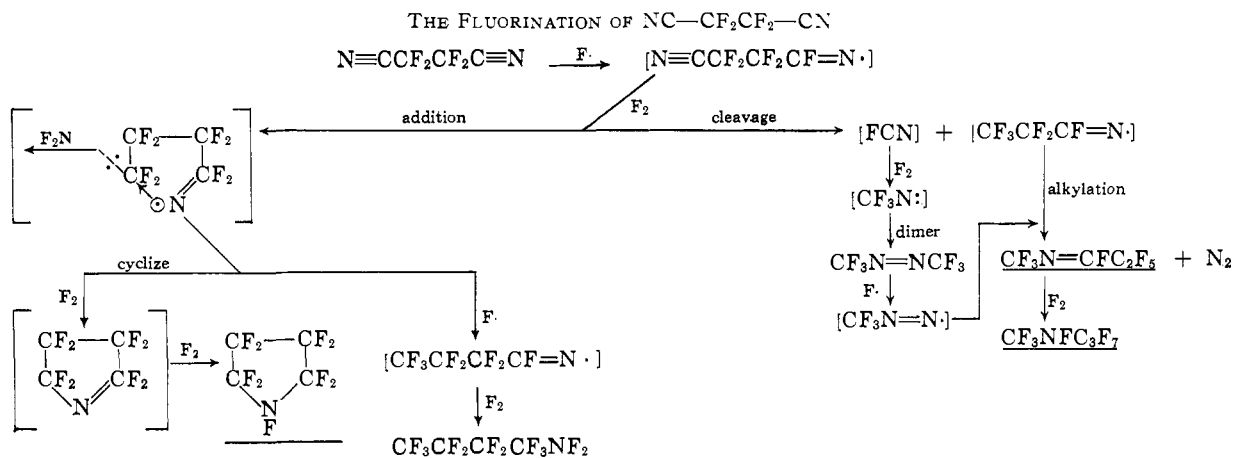 THE FLUORINATION OF NC—CF2CF2—CN
N≡CCF2CF2C≡N F· [N≡CCF2CF2CF=N·]
F2
addition cleavage
F2N CF2—CF2 CF2 CF2 ⊙N
[FCN] + [CF3CF2CF=N·]
F2
[CF3N:] alkylation
dimer
cyclize CF3N=NCF3 CF3N=CFC2F5 + N2
F2 F· F· F2
[CF3N=N·] CF3NFC3F7
CF2—CF2 CF2 CF2 N F2 CF2—CF2 CF2 CF2 N F
[CF3CF2CF2CF=N·]
F2
CF3CF2CF2CF3NF2